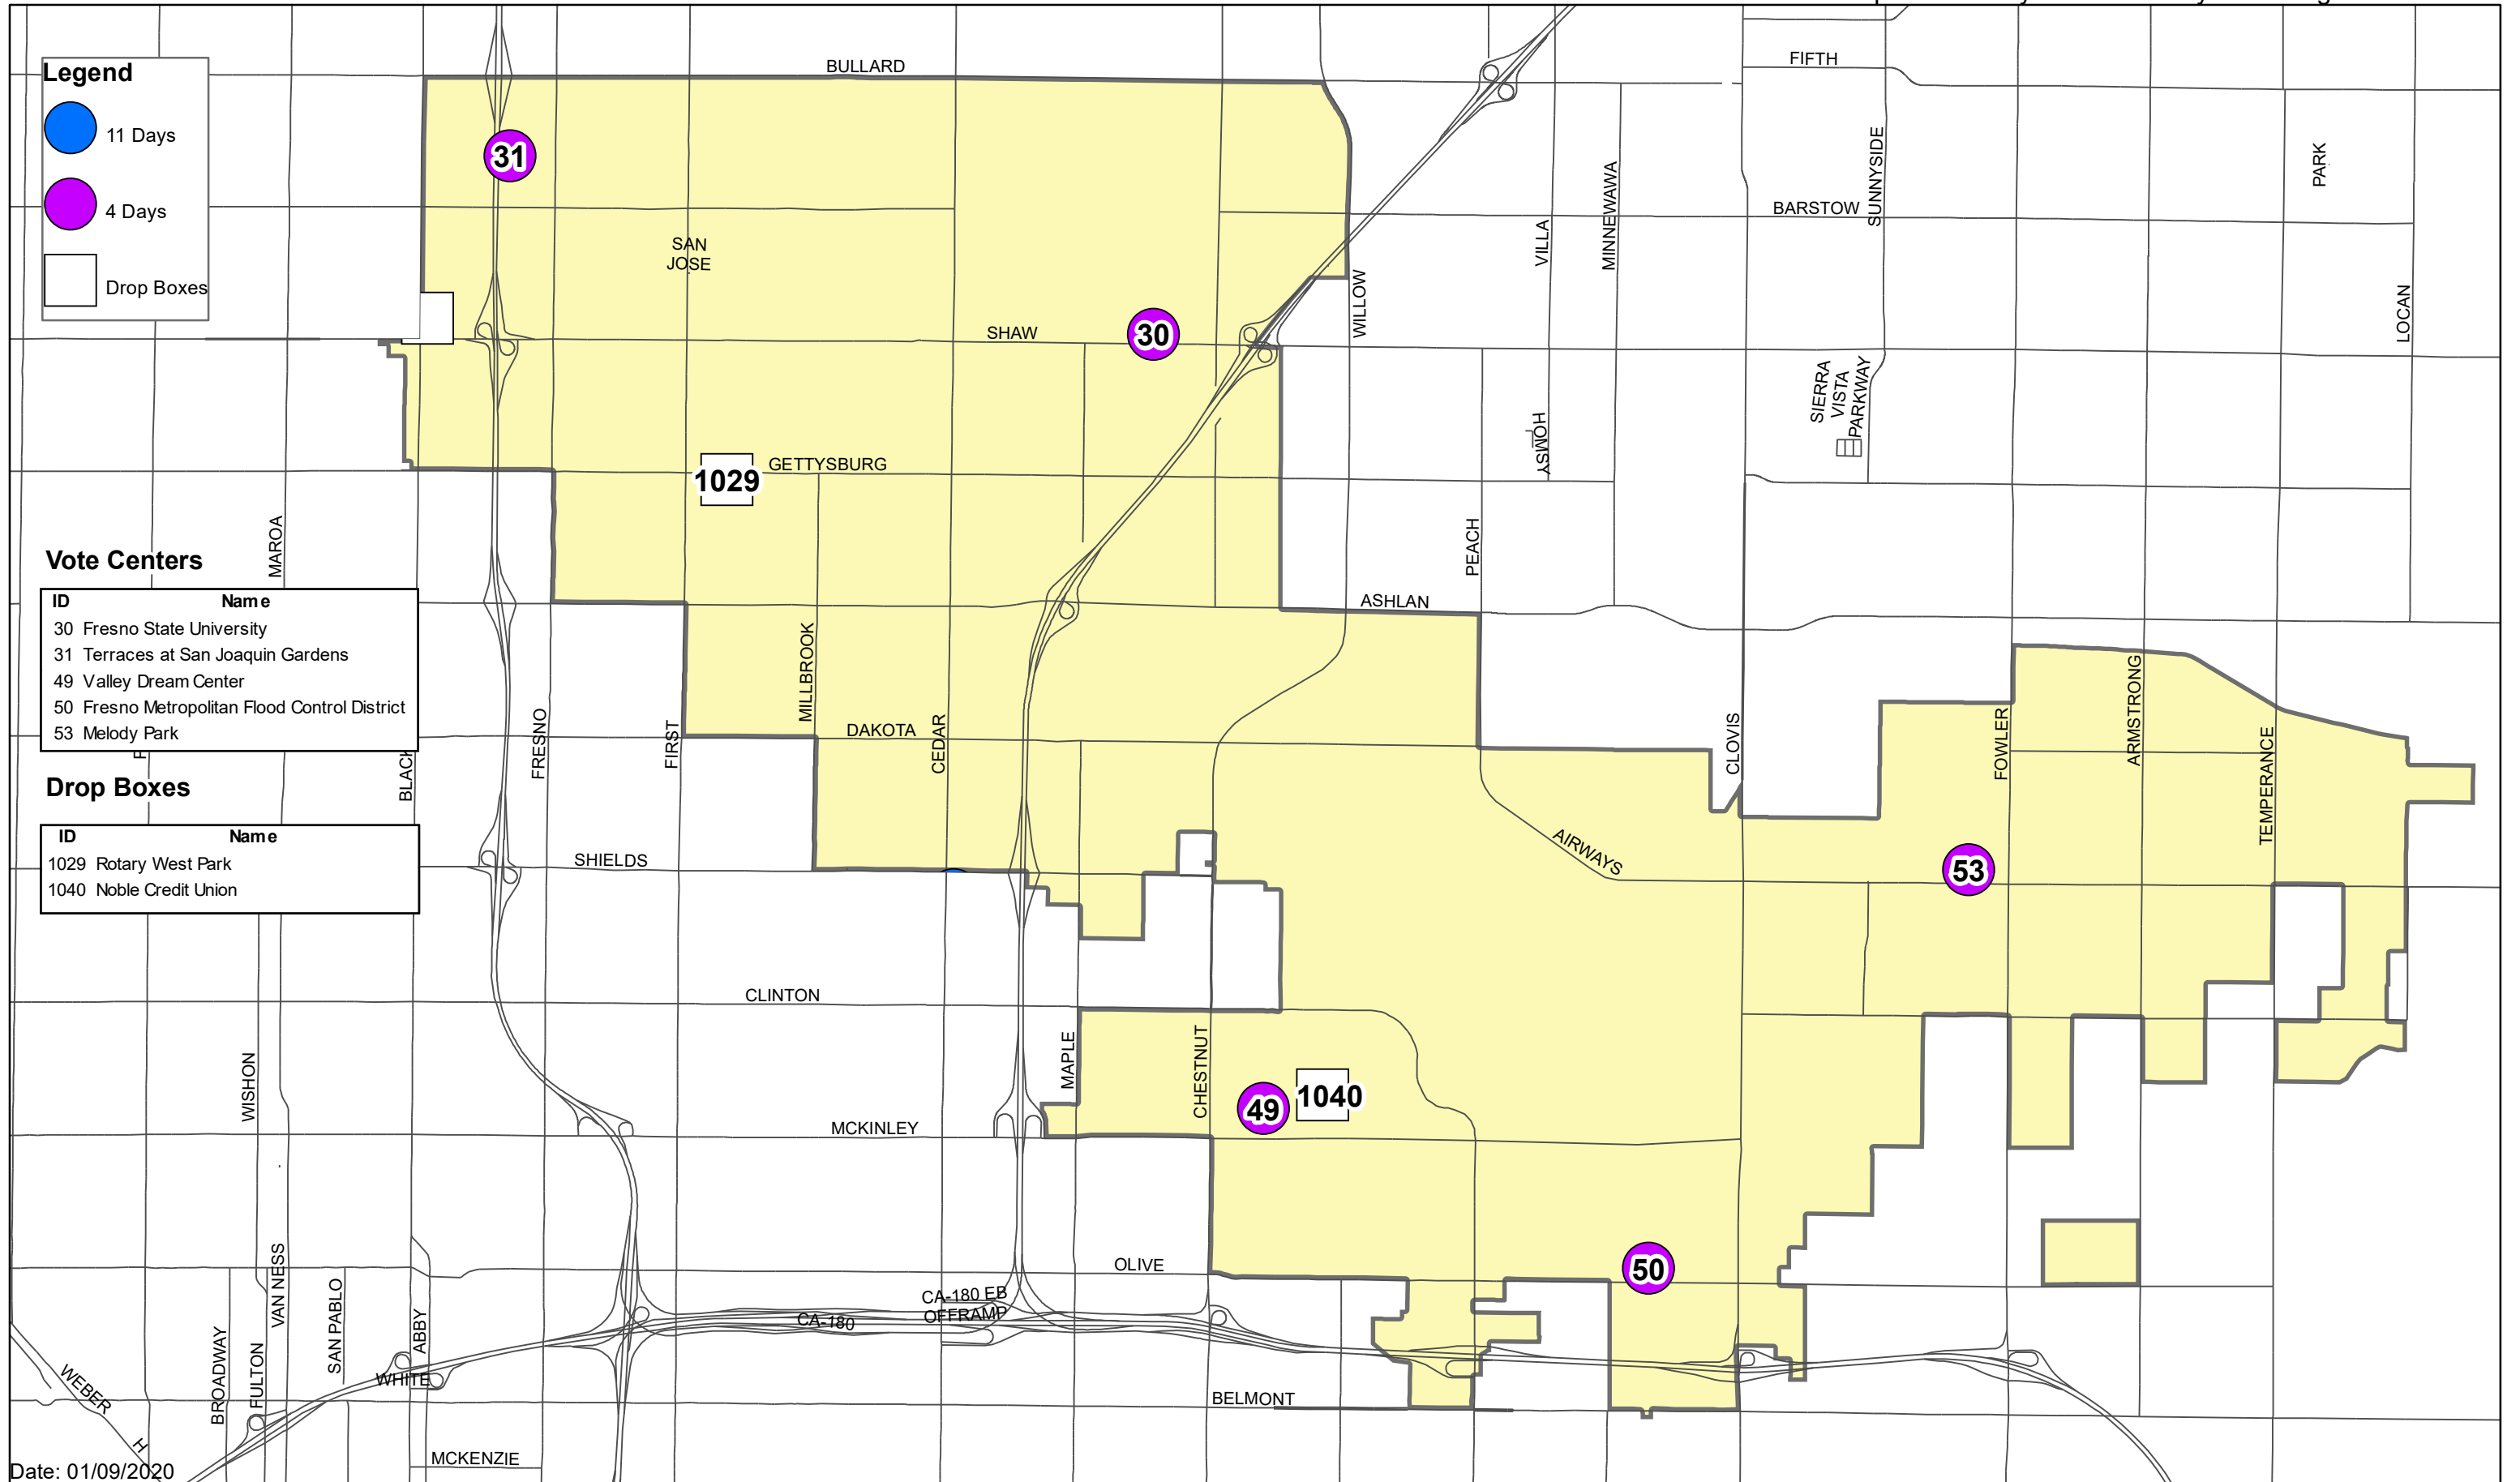 BULLARD
FIFTH
Legend
11 Days
4 Days
Drop Boxes
31
SUNNYSIDE
PARK
BARSTOW
MINNEWAWA
VILLA
SAN
JOSE
WILLOW
LOCAN
SHAW
30
SIERRA
VISTA
PARKWAY
HOMSY
GETTYSBURG
1029
PEACH
MAROA
Vote Centers
ID Name
30 Fresno State University
31 Terraces at San Joaquin Gardens
49 Valley Dream Center
50 Fresno Metropolitan Flood Control District
53 Melody Park
ASHLAN
MILLBROOK
ARMSTRONG
FRESNO
FIRST
DAKOTA
CEDAR
CLOVIS
FOWLER
TEMPERANCE
BLACK
Drop Boxes
ID Name
1029 Rotary West Park
1040 Noble Credit Union
SHIELDS
AIRWAYS
53
CLINTON
WISHON
MAPLE
CHESTNUT
49
1040
MCKINLEY
VAN NESS
SAN PABLO
ABBY
OLIVE
50
CA-180 EB
OFFRAMP
CA-180
BROADWAY
FULTON
WEBER
WHITE
BELMONT
H
MCKENZIE
Date: 01/09/2020